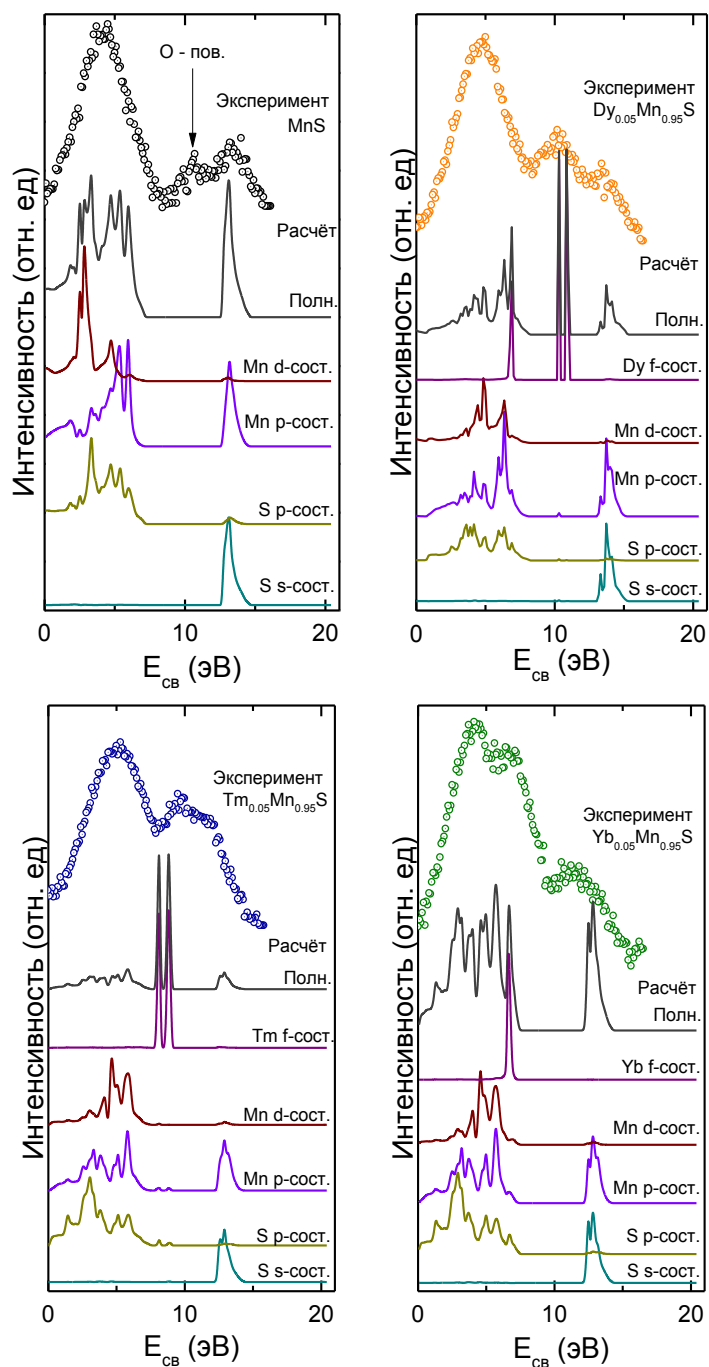 Интенсивность (отн. ед)
О - пов.
Эксперимент
MnS
Расчёт
Полн.
Mn d-сост.
Mn p-сост.
S p-сост.
S s-сост.
0 10 20
Eсв (эВ)
Интенсивность (отн. ед)
Эксперимент
Dy0.05Mn0.95S
Расчёт
Полн.
Dy f-сост.
Mn d-сост.
Mn p-сост.
S p-сост.
S s-сост.
0 10 20
Eсв (эВ)
Интенсивность (отн. ед)
Эксперимент
Tm0.05Mn0.95S
Расчёт
Полн.
Tm f-сост.
Mn d-сост.
Mn p-сост.
S p-сост.
S s-сост.
0 10 20
Eсв (эВ)
Интенсивность (отн. ед)
Эксперимент
Yb0.05Mn0.95S
Расчёт
Полн.
Yb f-сост.
Mn d-сост.
Mn p-сост.
S p-сост.
S s-сост.
0 10 20
Eсв (эВ)